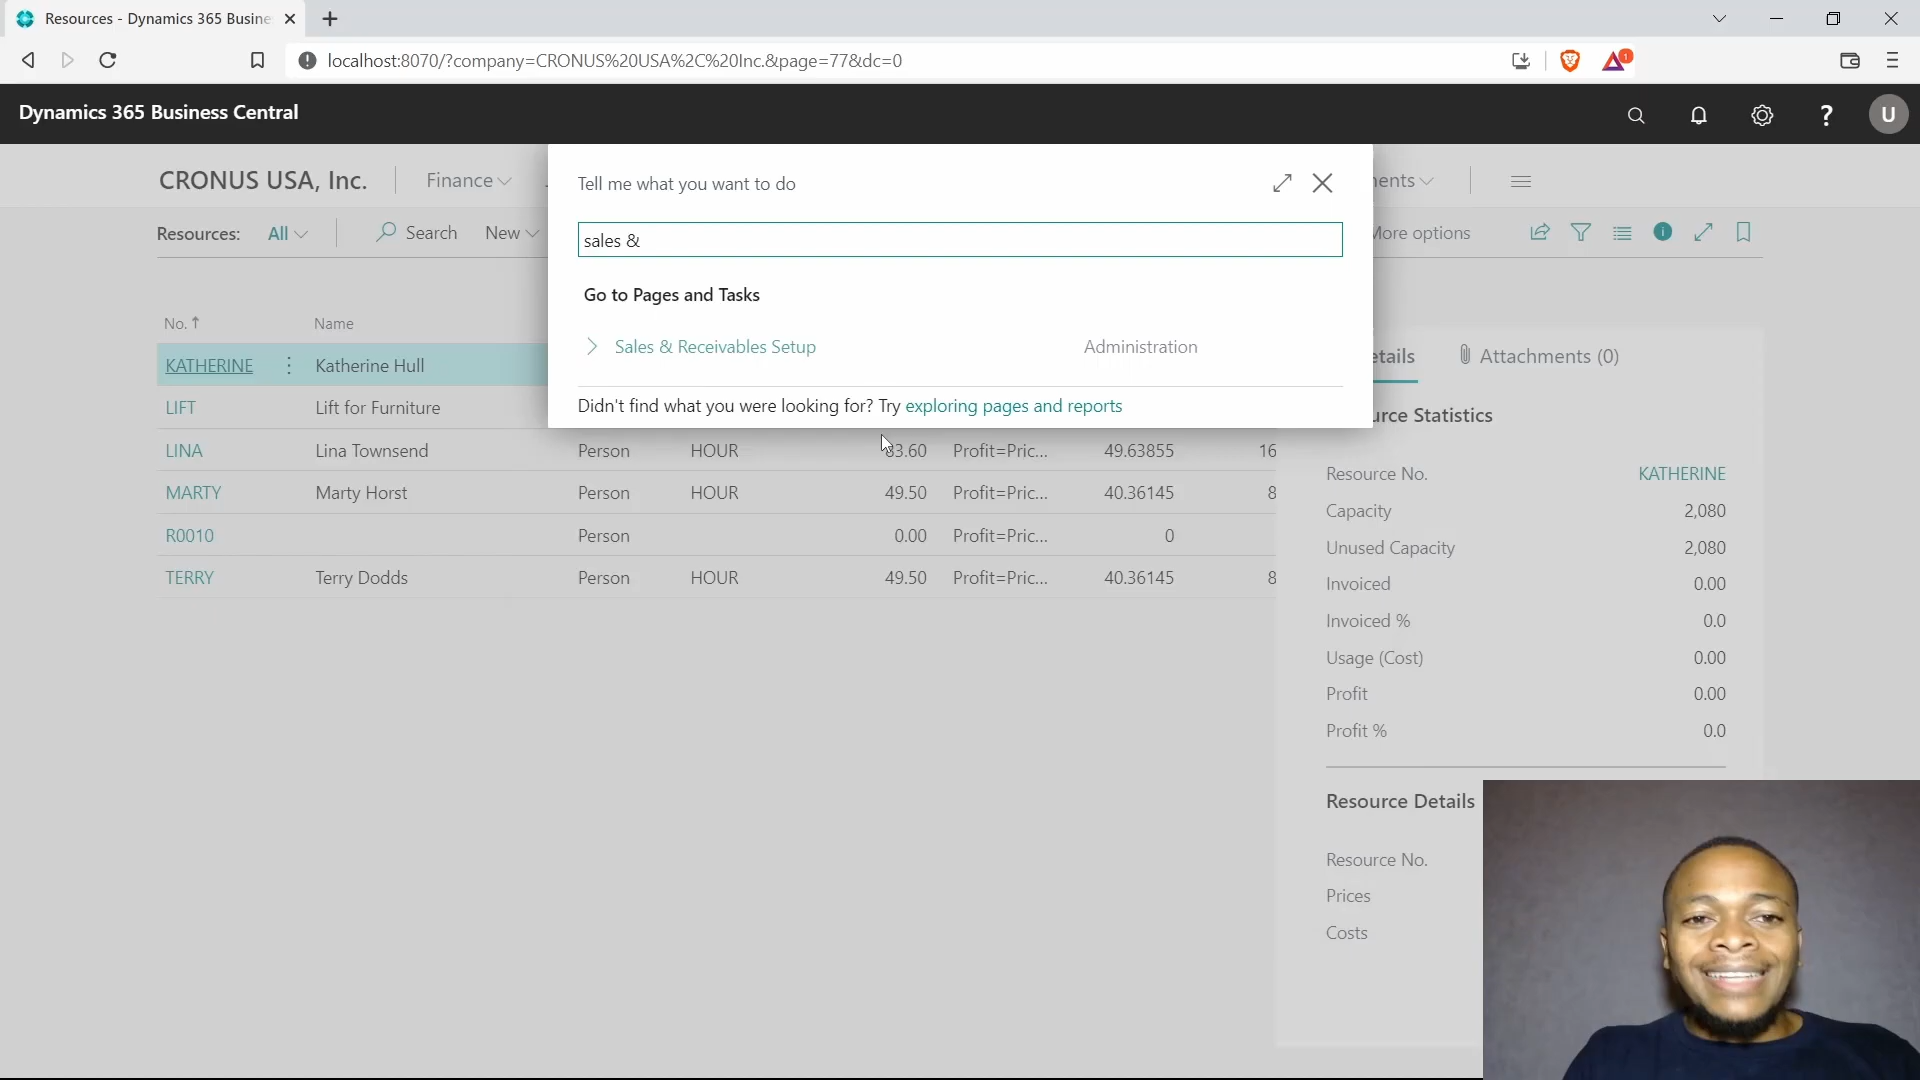 Resources - Dynamics 365 Busine
localhost:8070/?company=CRONUS%20USA%2C%20Inc.&page=77&dc=0
1
Dynamics 365 Business Central
?
U
CRONUS USA, Inc.
Finance
Tell me what you want to do
ents
Resources:
All
Search
New
sales &
More options
Go to Pages and Tasks
Sales & Receivables Setup
Administration
Didn't find what you were looking for? Try exploring pages and reports
No.
Name
KATHERINE
Katherine Hull
LIFT
Lift for Furniture
LINA
Lina Townsend
Person
HOUR
83.60
Profit=Pric...
49.63855
16
MARTY
Marty Horst
Person
HOUR
49.50
Profit=Pric...
40.36145
8
R0010
Person
0.00
Profit=Pric...
0
TERRY
Terry Dodds
Person
HOUR
49.50
Profit=Pric...
40.36145
8
etails
Attachments (0)
urce Statistics
Resource No.
KATHERINE
Capacity
2,080
Unused Capacity
2,080
Invoiced
0.00
Invoiced %
0.0
Usage (Cost)
0.00
Profit
0.00
Profit %
0.0
Resource Details
Resource No.
Prices
Costs